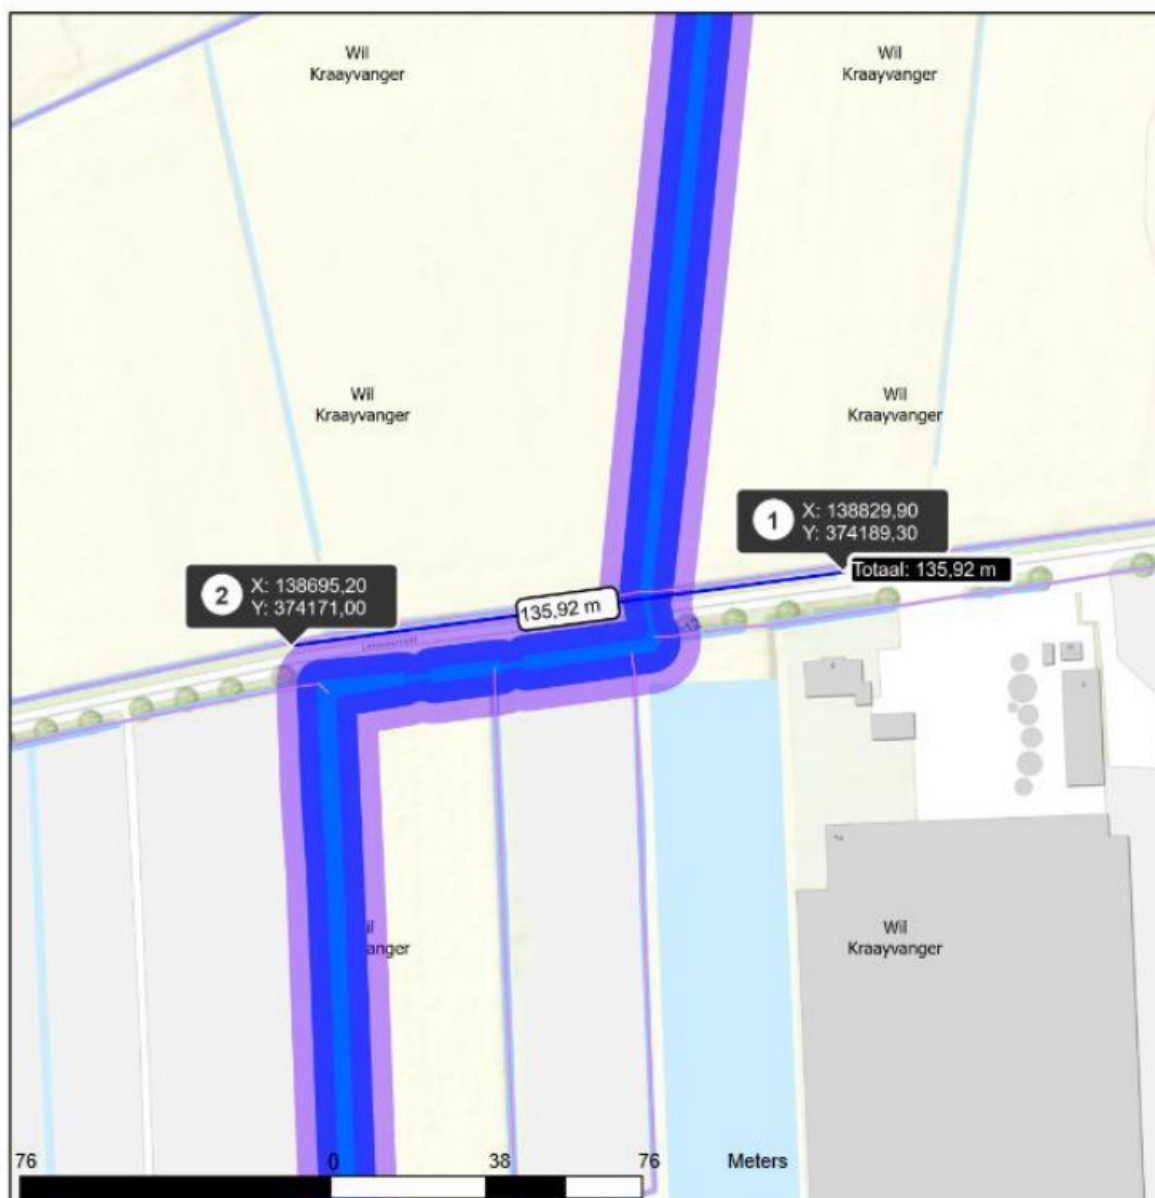 Wil
Kraayvanger
Wil
Kraayvanger
Wil
Kraayvanger
Wil
Kraayvanger
1
X: 138829,90
Y: 374189,30
Totaal: 135,92 m
2
X: 138695,20
Y: 374171,00
135,92 m
il
anger
Wil
Kraayvanger
76
0
38
76
Meters